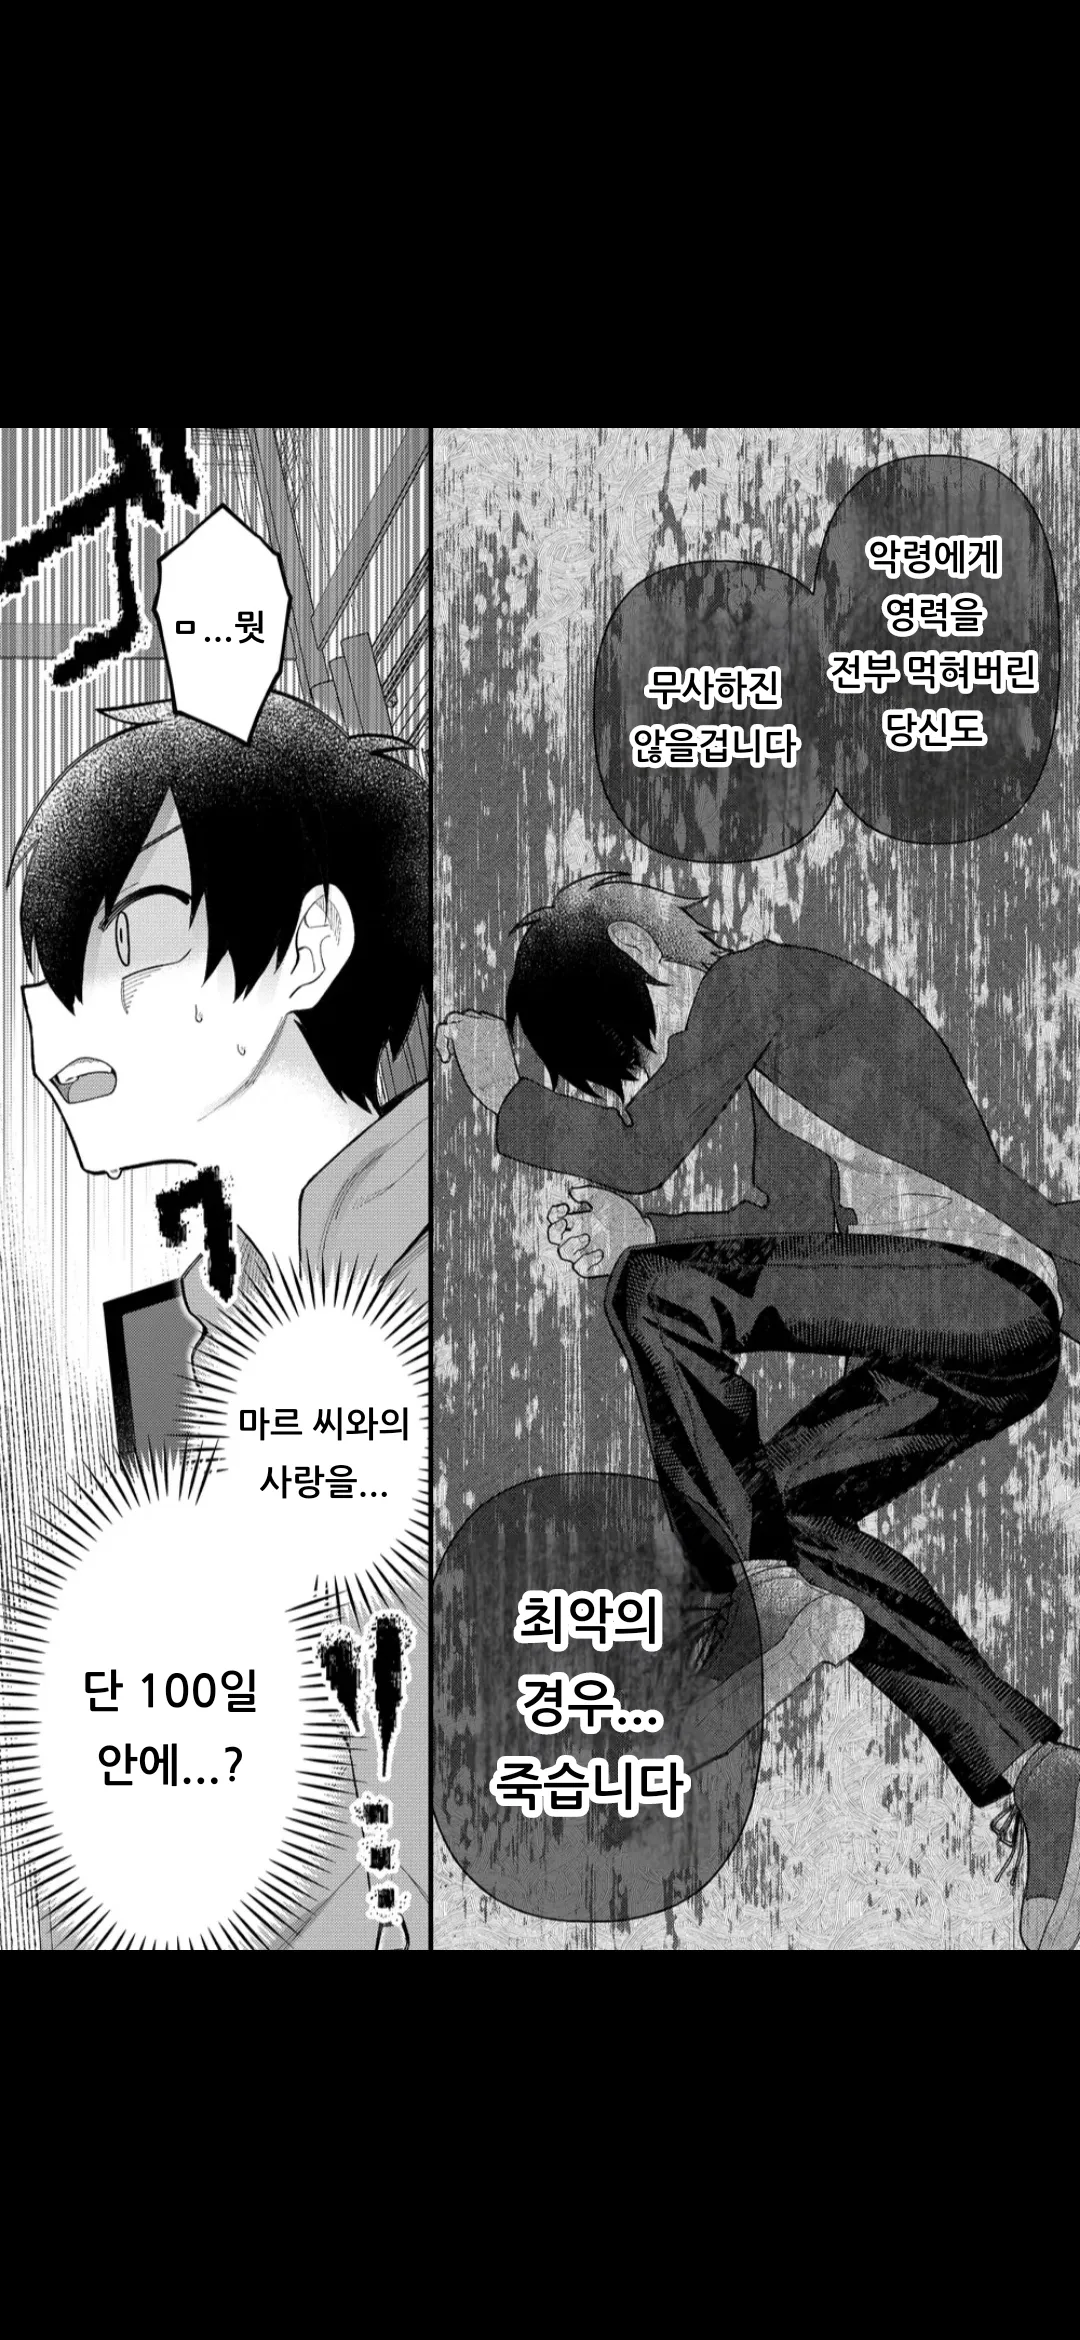 악령에게
영력을
전부 먹혀버린
당신도
무사하진
않을겁니다
최악의
경우...
죽습니다
ㅁ...뭣
마르 씨와의
사랑을...
단 100일
안에...?